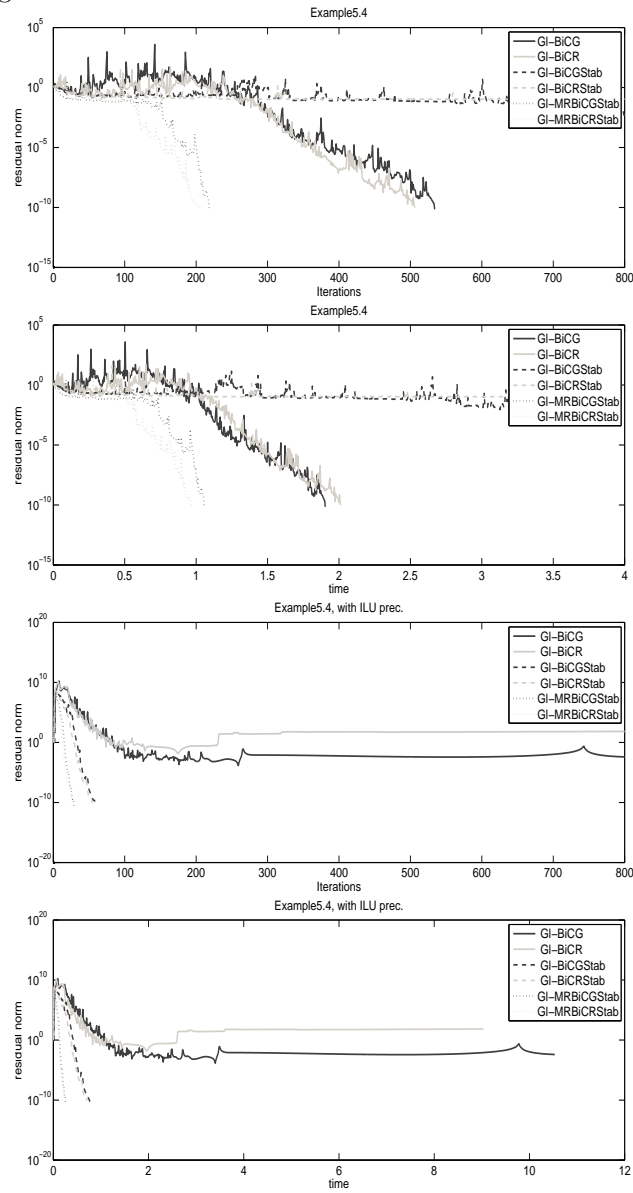 Example5.4
10^5
10^0
10^−5
10^−10
10^−15
residual norm
0 100 200 300 400 500 600 700 800
Iterations
Gl−BiCG
Gl−BiCR
Gl−BiCGStab
Gl−BiCRStab
Gl−MRBiCGStab
Gl−MRBiCRStab
Example5.4
10^5
10^0
10^−5
10^−10
10^−15
residual norm
0 0.5 1 1.5 2 2.5 3 3.5 4
time
Gl−BiCG
Gl−BiCR
Gl−BiCGStab
Gl−BiCRStab
Gl−MRBiCGStab
Gl−MRBiCRStab
Example5.4, with ILU prec.
10^20
10^10
10^0
10^−10
10^−20
residual norm
0 100 200 300 400 500 600 700 800
Iterations
Gl−BiCG
Gl−BiCR
Gl−BiCGStab
Gl−BiCRStab
Gl−MRBiCGStab
Gl−MRBiCRStab
Example5.4, with ILU prec.
10^20
10^10
10^0
10^−10
10^−20
residual norm
0 2 4 6 8 10 12
time
Gl−BiCG
Gl−BiCR
Gl−BiCGStab
Gl−BiCRStab
Gl−MRBiCGStab
Gl−MRBiCRStab